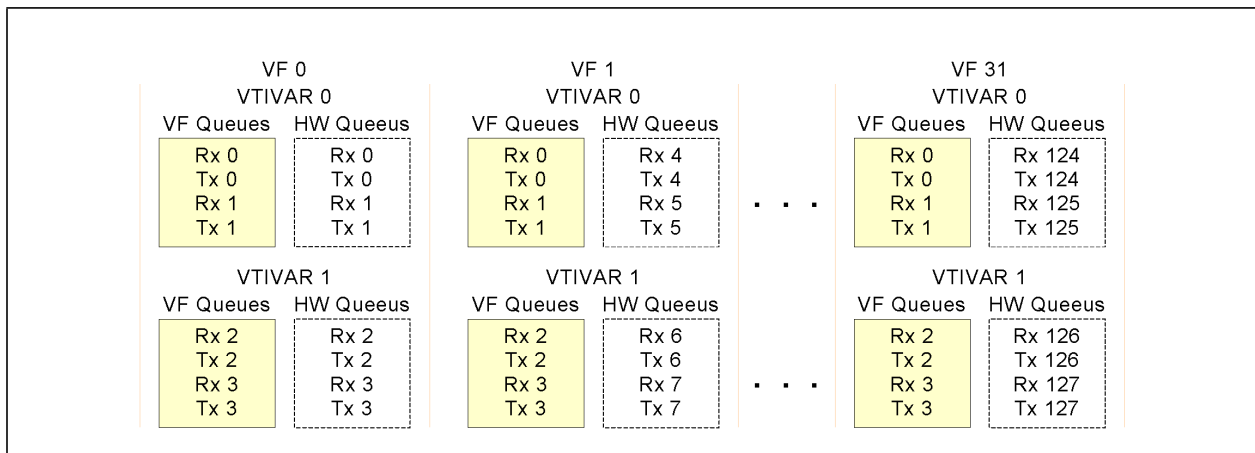 VF 0
VTIVAR 0
VF Queues HW Queeus
Rx 0 Rx 0
Tx 0 Tx 0
Rx 1 Rx 1
Tx 1 Tx 1
VTIVAR 1
VF Queues HW Queeus
Rx 2 Rx 2
Tx 2 Tx 2
Rx 3 Rx 3
Tx 3 Tx 3
VF 1
VTIVAR 0
VF Queues HW Queeus
Rx 0 Rx 4
Tx 0 Tx 4
Rx 1 Rx 5
Tx 1 Tx 5
VTIVAR 1
VF Queues HW Queeus
Rx 2 Rx 6
Tx 2 Tx 6
Rx 3 Rx 7
Tx 3 Tx 7
. . .
. . .
VF 31
VTIVAR 0
VF Queues HW Queeus
Rx 0 Rx 124
Tx 0 Tx 124
Rx 1 Rx 125
Tx 1 Tx 125
VTIVAR 1
VF Queues HW Queeus
Rx 2 Rx 126
Tx 2 Tx 126
Rx 3 Rx 127
Tx 3 Tx 127